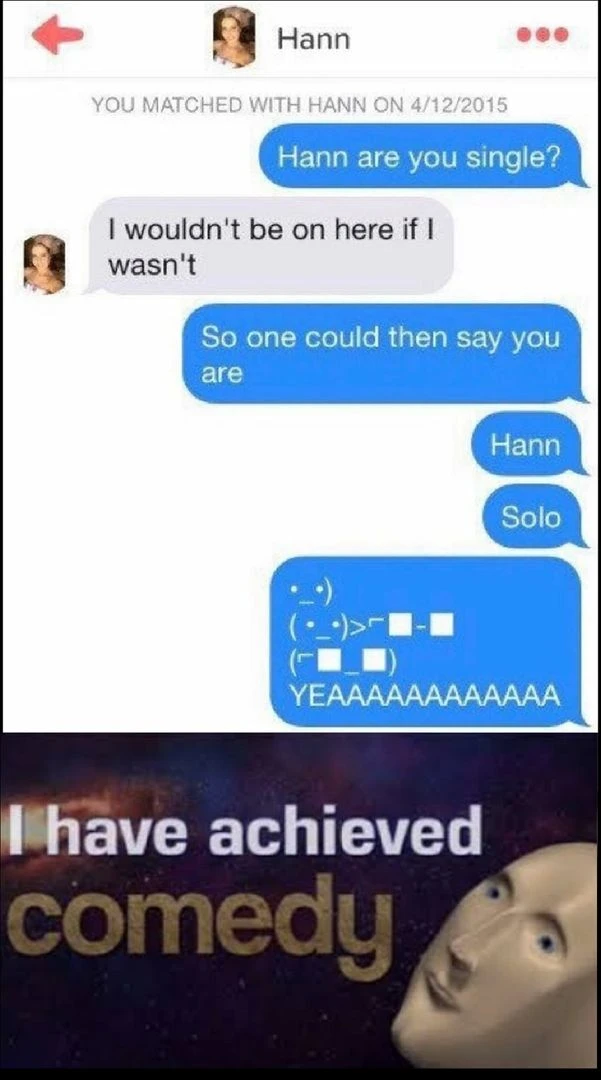 Hann
YOU MATCHED WITH HANN ON 4/12/2015
Hann are you single?
I wouldn't be on here if I
wasn't
So one could then say you
are
Hann
Solo
•_•)
( •_•)>⌐■-■
(⌐■_■)
YEAAAAAAAAAAAA
I have achieved
comedy